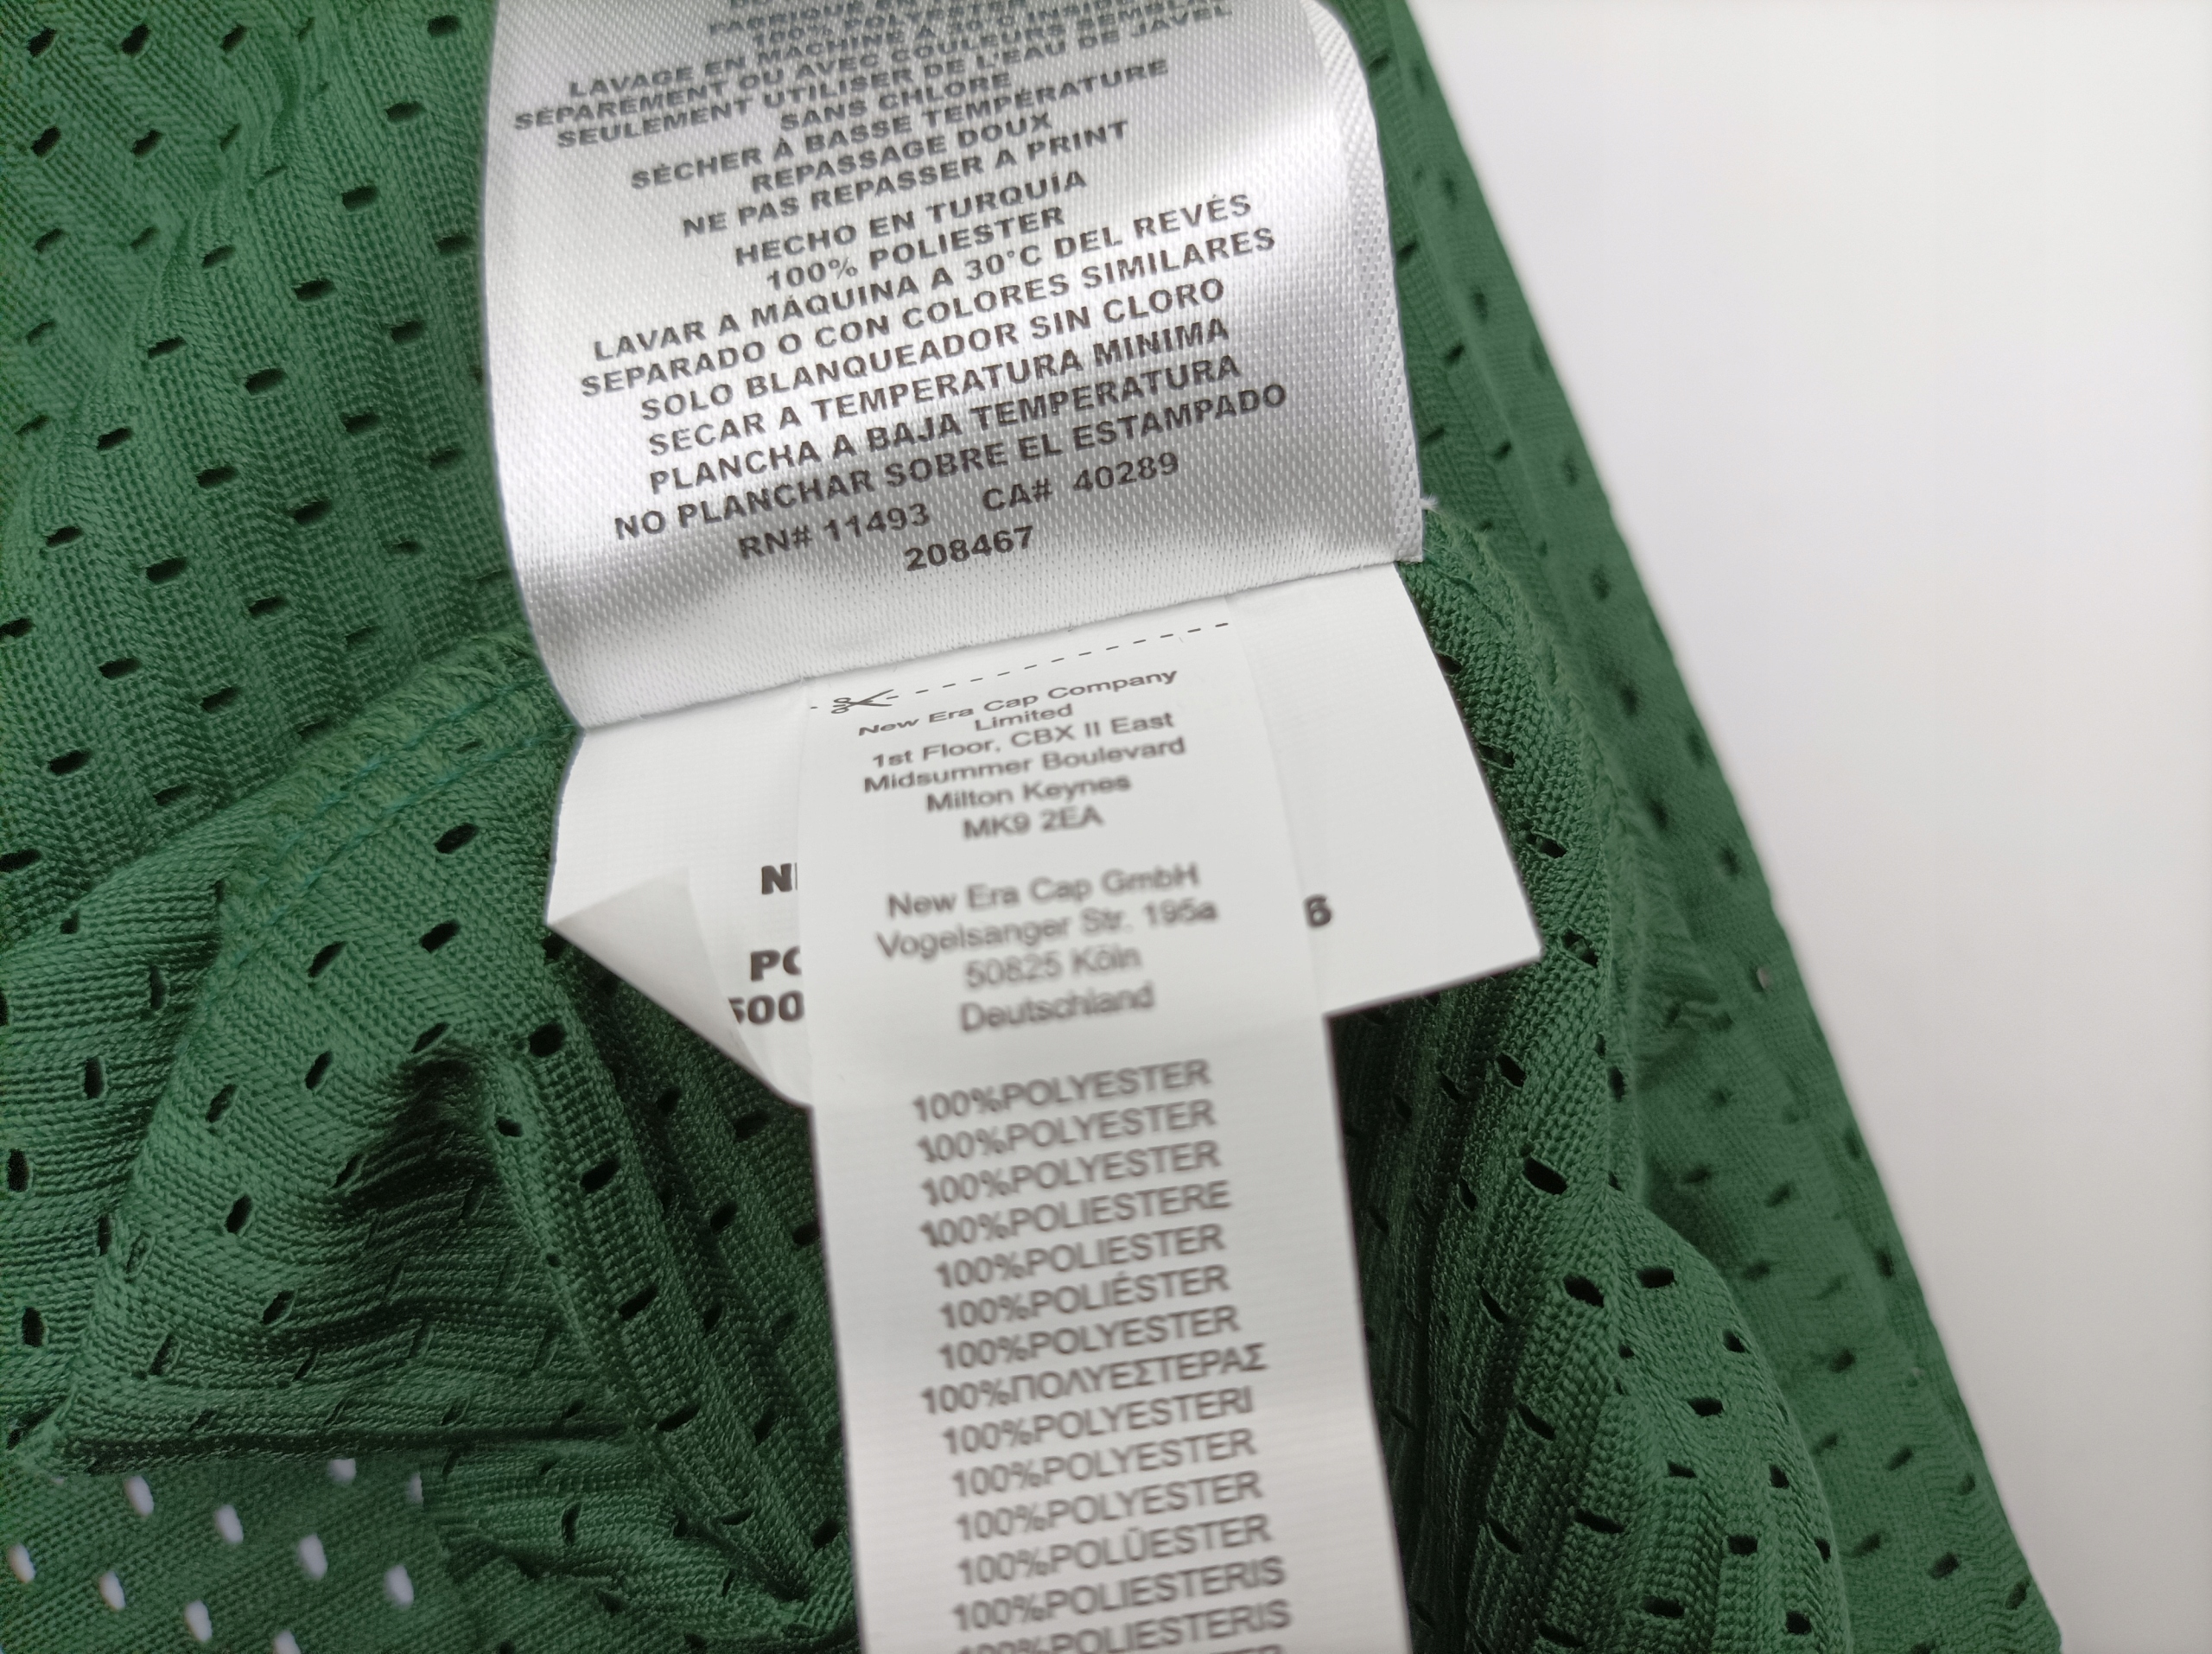 100% POLYESTER
LAVAGE EN MACHINE À 30°C INSIDE
SÉPAREMENT OU AVEC COULEURS
SEULEMENT UTILISER DE L'EAU DE JAVEL
SANS CHLORE
SÉCHER À BASSE TEMPÉRATURE
REPASSAGE DOUX
NE PAS REPASSER A PRINT
HECHO EN TURQUIA
100% POLIESTER
LAVAR A MÁQUINA A 30°C DEL REVÉS
SEPARADO O CON COLORES SIMILARES
SOLO BLANQUEADOR SIN CLORO
SECAR A TEMPERATURA MINIMA
PLANCHA A BAJA TEMPERATURA
NO PLANCHAR SOBRE EL ESTAMPADO
RN# 11493 CA# 40289
208467
New Era Cap Company
Limited
1st Floor, CBX II East
Midsummer Boulevard
Milton Keynes
MK9 2EA
New Era Cap GmbH
Vogelsanger Str. 195a
50825 Köln
Deutschland
100%POLYESTER
100%POLYESTER
100%POLYESTER
100%POLIESTERE
100%POLIESTER
100%POLIÉSTER
100%POLYESTER
100%ΠΟΛΥΕΣΤΕΡΑΣ
100%POLYESTERI
100%POLYESTER
100%POLYESTER
100%POLÜESTER
100%POLIESTERIS
100%POLIESTERIS